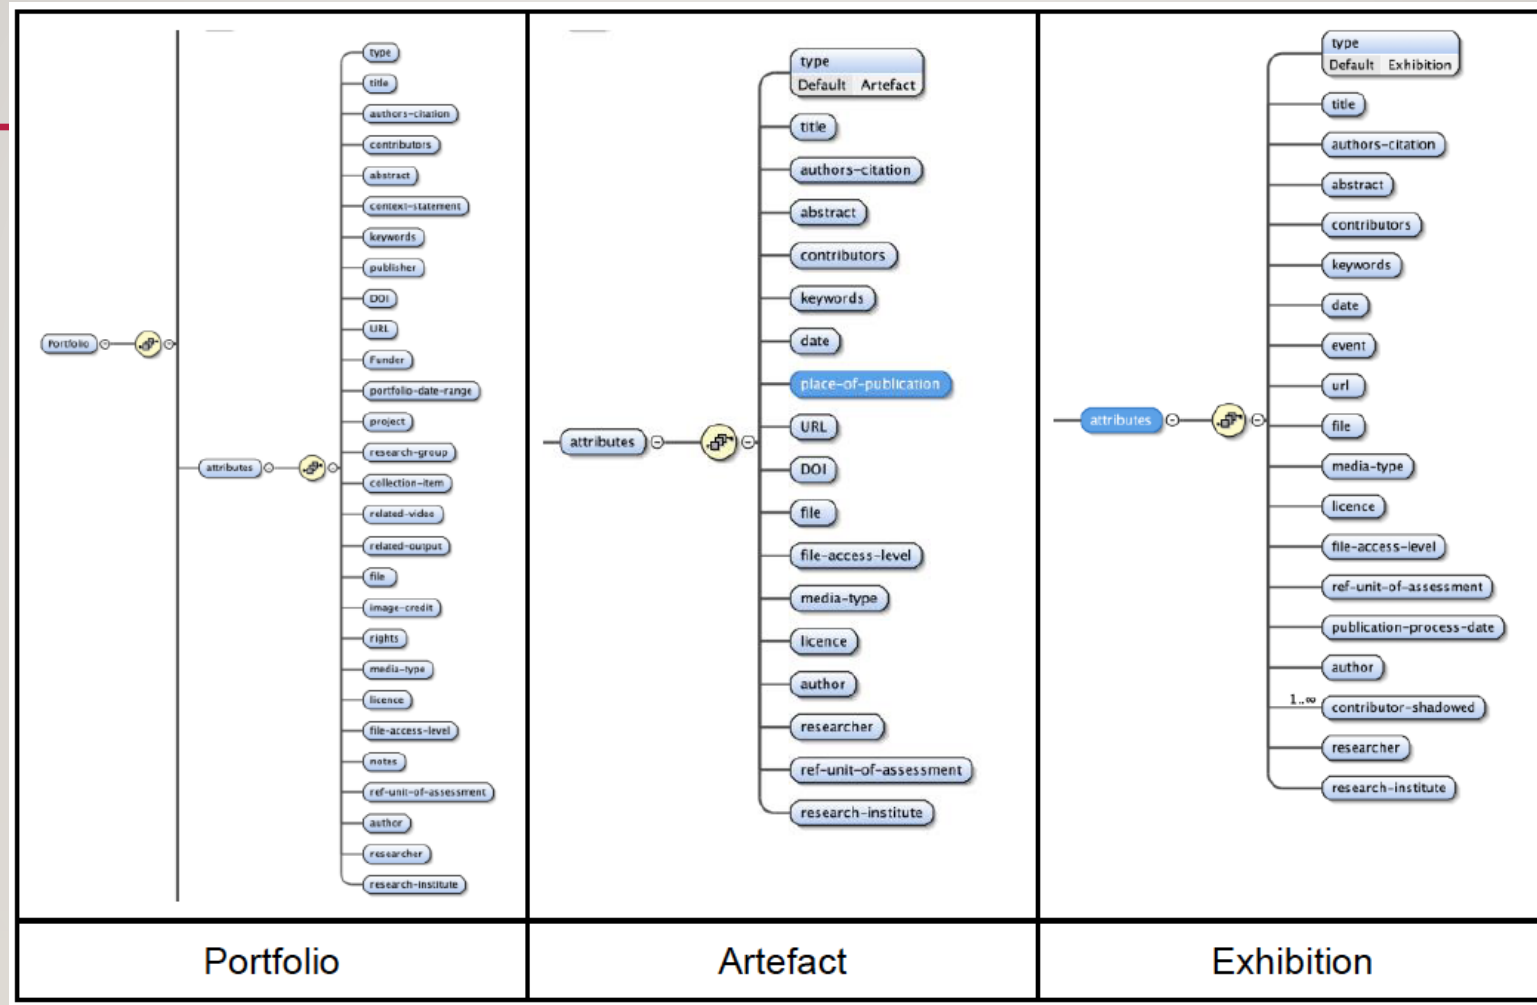 Portfolio
attributes
type
title
authors-citation
contributors
abstract
context-statement
keywords
publisher
DOI
URL
Funder
portfolio-date-range
project
research-group
collection-item
related-video
related-output
file
image-credit
rights
media-type
licence
file-access-level
notes
ref-unit-of-assessment
author
researcher
research-institute
Portfolio
attributes
type
Default Artefact
title
authors-citation
abstract
contributors
keywords
date
place-of-publication
URL
DOI
file
file-access-level
media-type
licence
author
researcher
ref-unit-of-assessment
research-institute
Artefact
attributes
type
Default Exhibition
title
authors-citation
abstract
contributors
keywords
date
event
url
file
media-type
licence
file-access-level
ref-unit-of-assessment
publication-process-date
author
1..∞
contributor-shadowed
researcher
research-institute
Exhibition